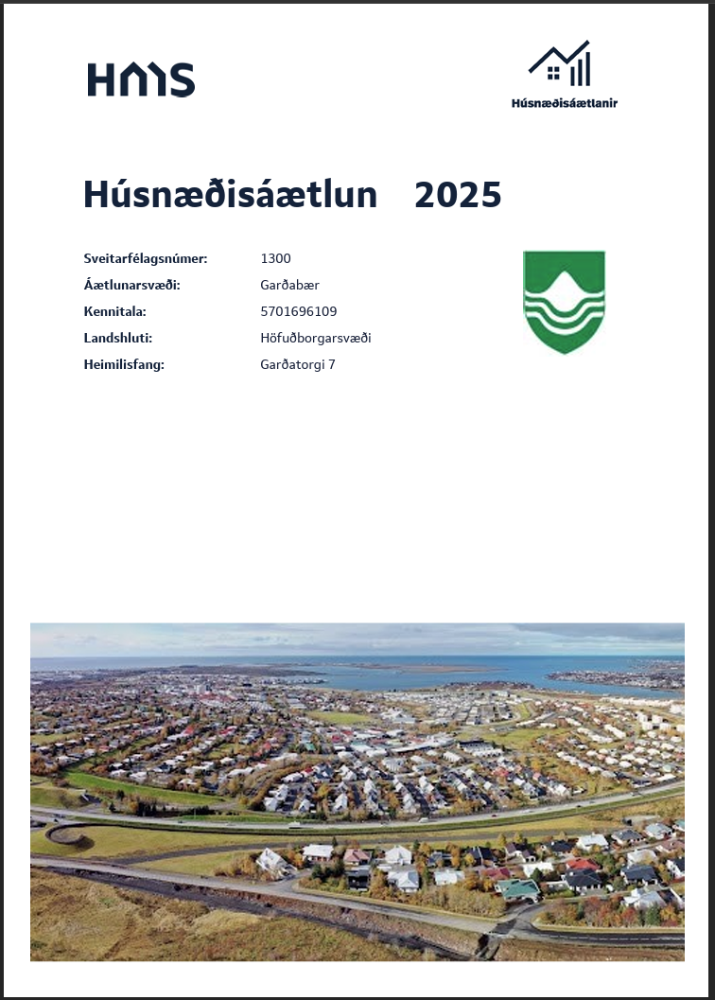 HMS
Húsnæðisáætlanir
Húsnæðisáætlun 2025
Sveitarfélagsnúmer: 1300
Áætlunarsvæði: Garðabær
Kennitala: 5701696109
Landshluti: Höfuðborgarsvæði
Heimilisfang: Garðatorgi 7